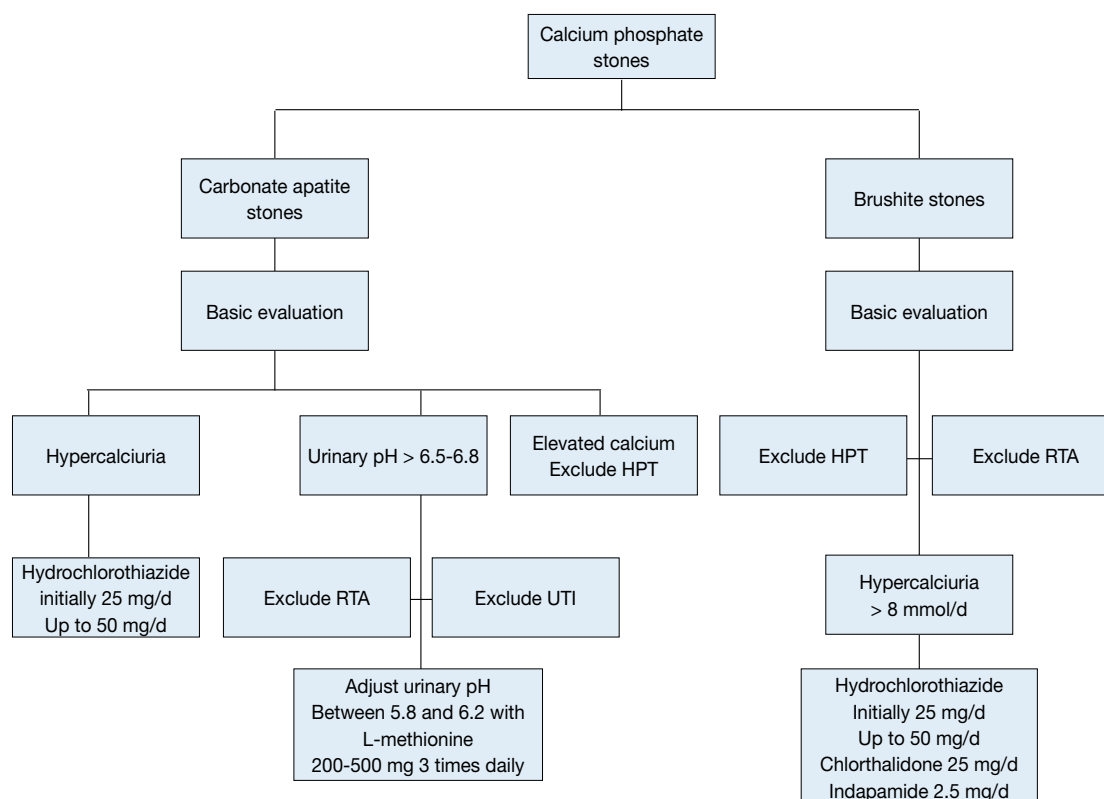 Calcium phosphate
stones
Carbonate apatite
stones
Brushite stones
Basic evaluation
Basic evaluation
Hypercalciuria
Urinary pH > 6.5-6.8
Elevated calcium
Exclude HPT
Exclude HPT
Exclude RTA
Hydrochlorothiazide
initially 25 mg/d
Up to 50 mg/d
Exclude RTA
Exclude UTI
Hypercalciuria
> 8 mmol/d
Adjust urinary pH
Between 5.8 and 6.2 with
L-methionine
200-500 mg 3 times daily
Hydrochlorothiazide
Initially 25 mg/d
Up to 50 mg/d
Chlorthalidone 25 mg/d
Indapamide 2.5 mg/d